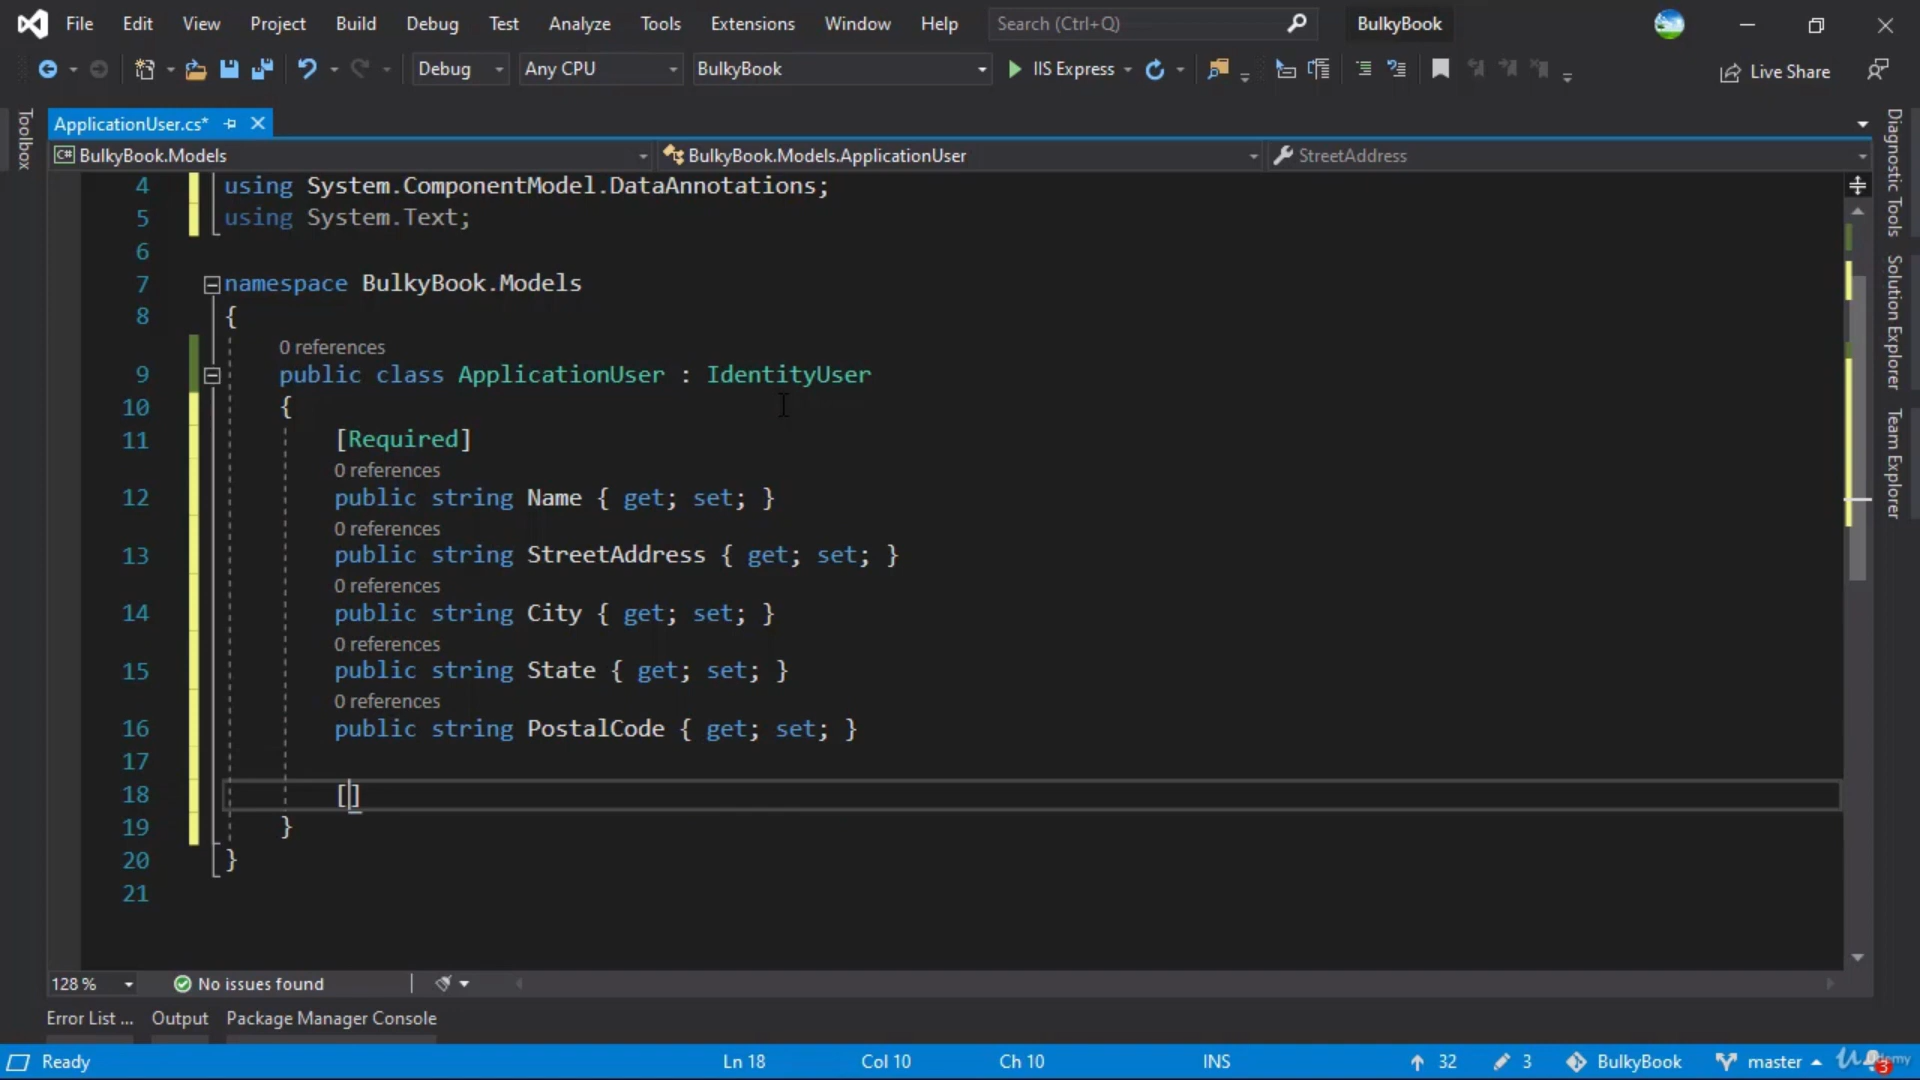 File Edit View Project Build Debug Test Analyze Tools Extensions Window Help Search (Ctrl+Q) BulkyBook
Debug Any CPU BulkyBook IIS Express Live Share
Toolbox
ApplicationUser.cs*
BulkyBook.Models BulkyBook.Models.ApplicationUser StreetAddress
4 using System.ComponentModel.DataAnnotations;
5 using System.Text;
6
7 namespace BulkyBook.Models
8 {
0 references
9 public class ApplicationUser : IdentityUser
10 {
11 [Required]
0 references
12 public string Name { get; set; }
0 references
13 public string StreetAddress { get; set; }
0 references
14 public string City { get; set; }
0 references
15 public string State { get; set; }
0 references
16 public string PostalCode { get; set; }
17
18 []
19 }
20 }
21
Diagnostic Tools
Solution Explorer
Team Explorer
128 % No issues found
Error List ... Output Package Manager Console
Ready Ln 18 Col 10 Ch 10 INS 32 3 BulkyBook master 3